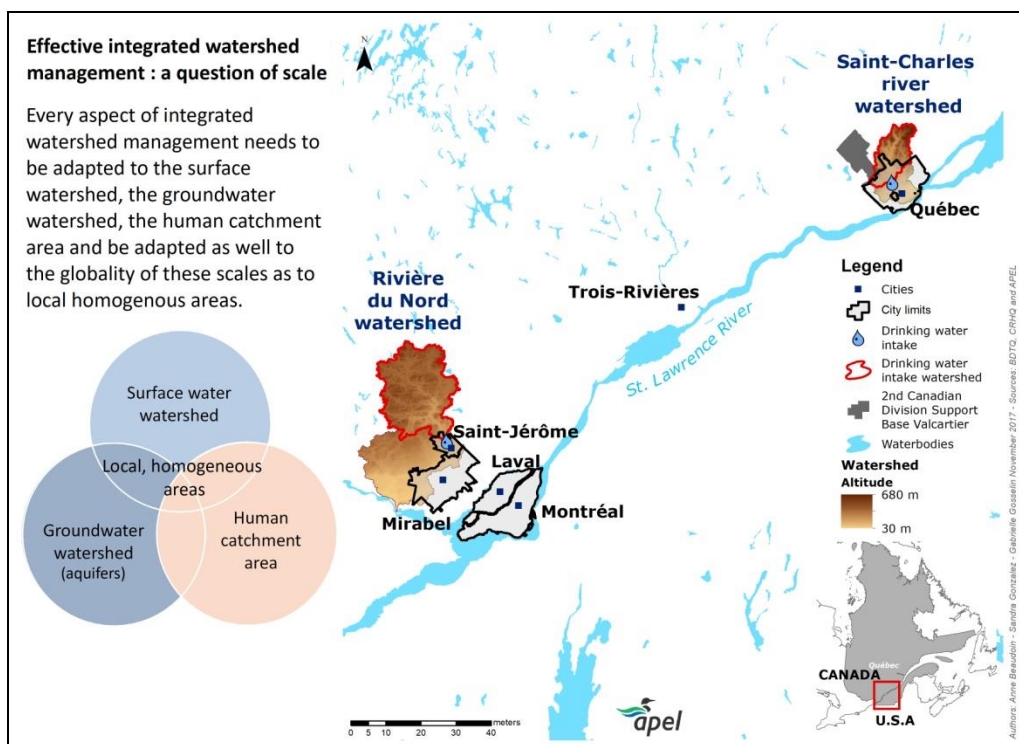 Effective integrated watershed
management : a question of scale
Every aspect of integrated
watershed management needs to
be adapted to the surface
watershed, the groundwater
watershed, the human catchment
area and be adapted as well to
the globality of these scales as to
local homogenous areas.
Surface water
watershed
Local, homogeneous
areas
Groundwater
watershed
(aquifers)
Human
catchment
area
N
Saint-Charles
river
watershed
Québec
Trois-Rivières
Rivière
du Nord
watershed
St. Lawrence River
Saint-Jérôme
Laval
Mirabel
Montréal
Legend
Cities
City limits
Drinking water
intake
Drinking water
intake watershed
2nd Canadian
Division Support
Base Valcartier
Waterbodies
Watershed
Altitude
680 m
30 m
Québec
CANADA
U.S.A
0 5 10 20 30 40
meters
apel
Authors: Anne Beaudoin - Sandra Gonzalez - Gabrielle Gosselin November 2017 - Sources: BDTQ, CRHQ and APEL